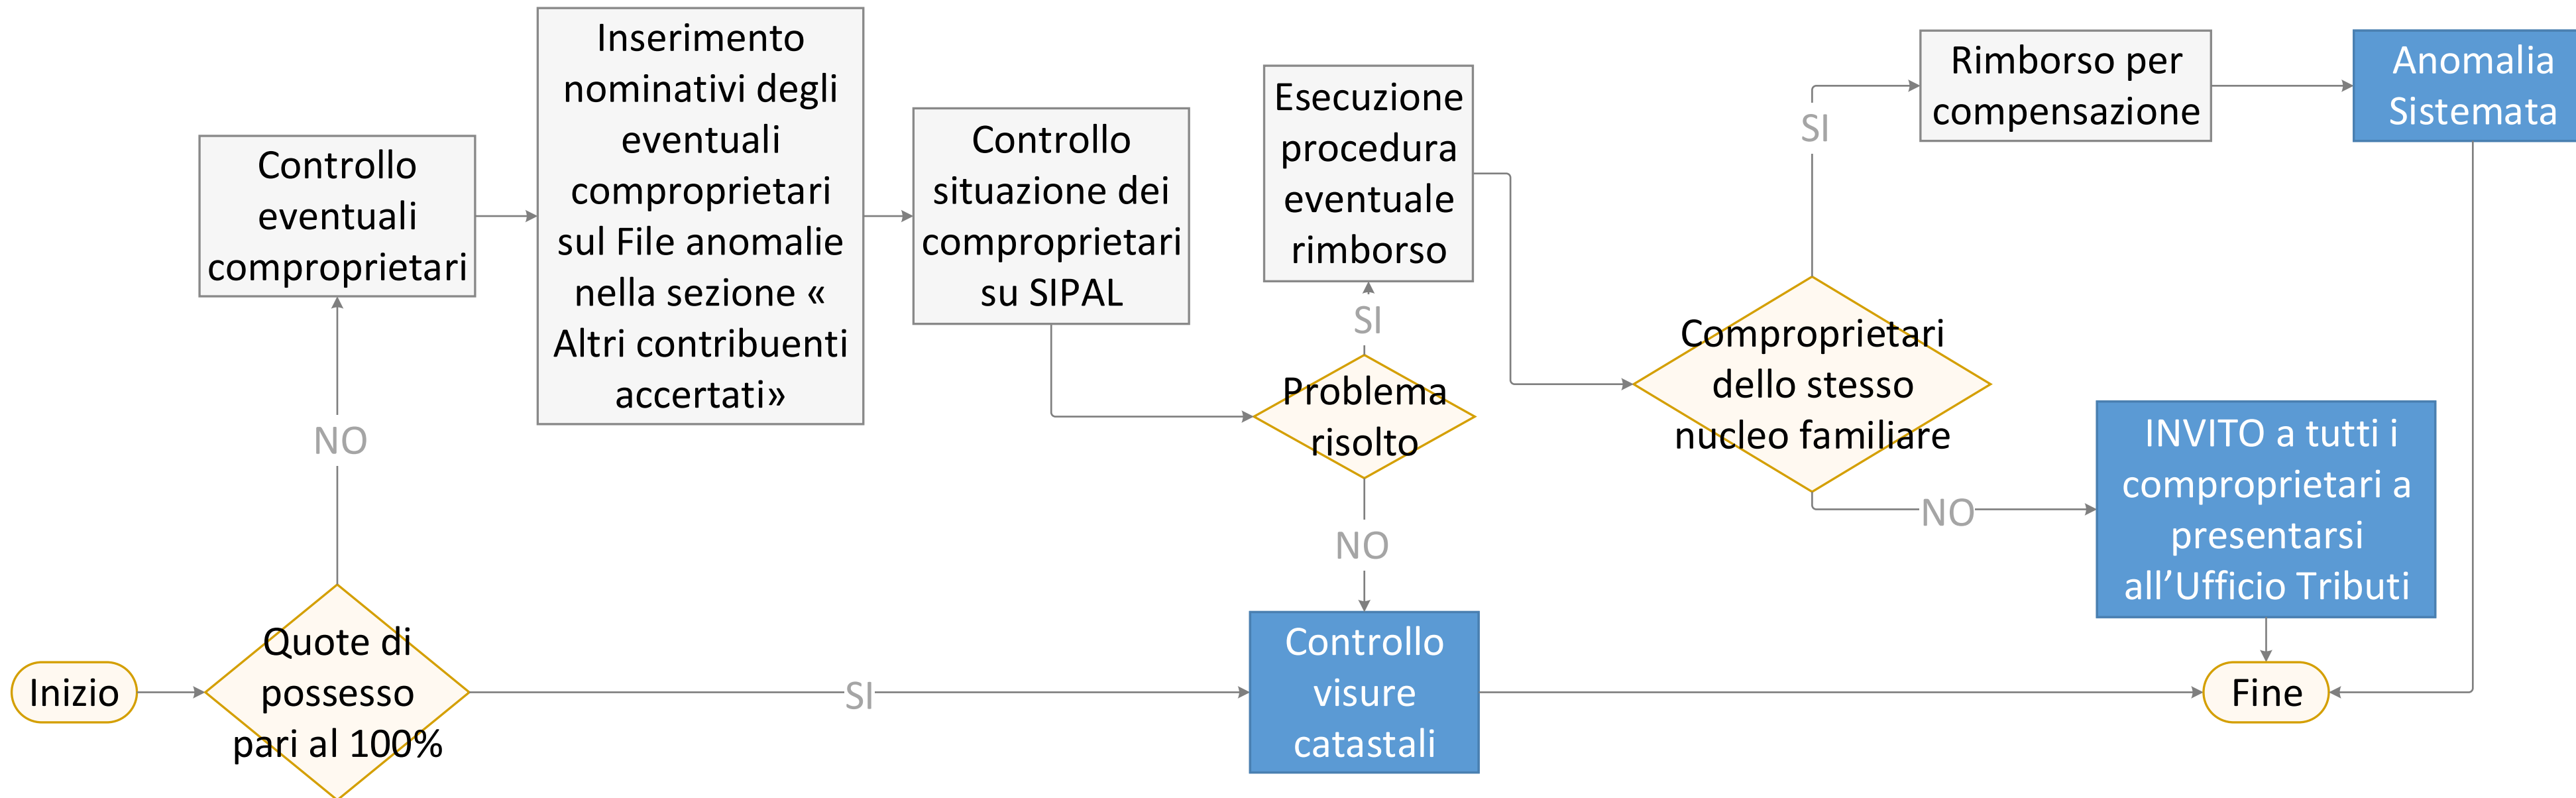 Inizio
Quote di
possesso
pari al 100%
NO
SI
Controllo
eventuali
comproprietari
Inserimento
nominativi degli
eventuali
comproprietari
sul File anomalie
nella sezione «
Altri contribuenti
accertati»
Controllo
situazione dei
comproprietari
su SIPAL
Problema
risolto
SI
NO
Esecuzione
procedura
eventuale
rimborso
Controllo
visure
catastali
Comproprietari
dello stesso
nucleo familiare
SI
NO
Rimborso per
compensazione
Anomalia
Sistemata
INVITO a tutti i
comproprietari a
presentarsi
all’Ufficio Tributi
Fine